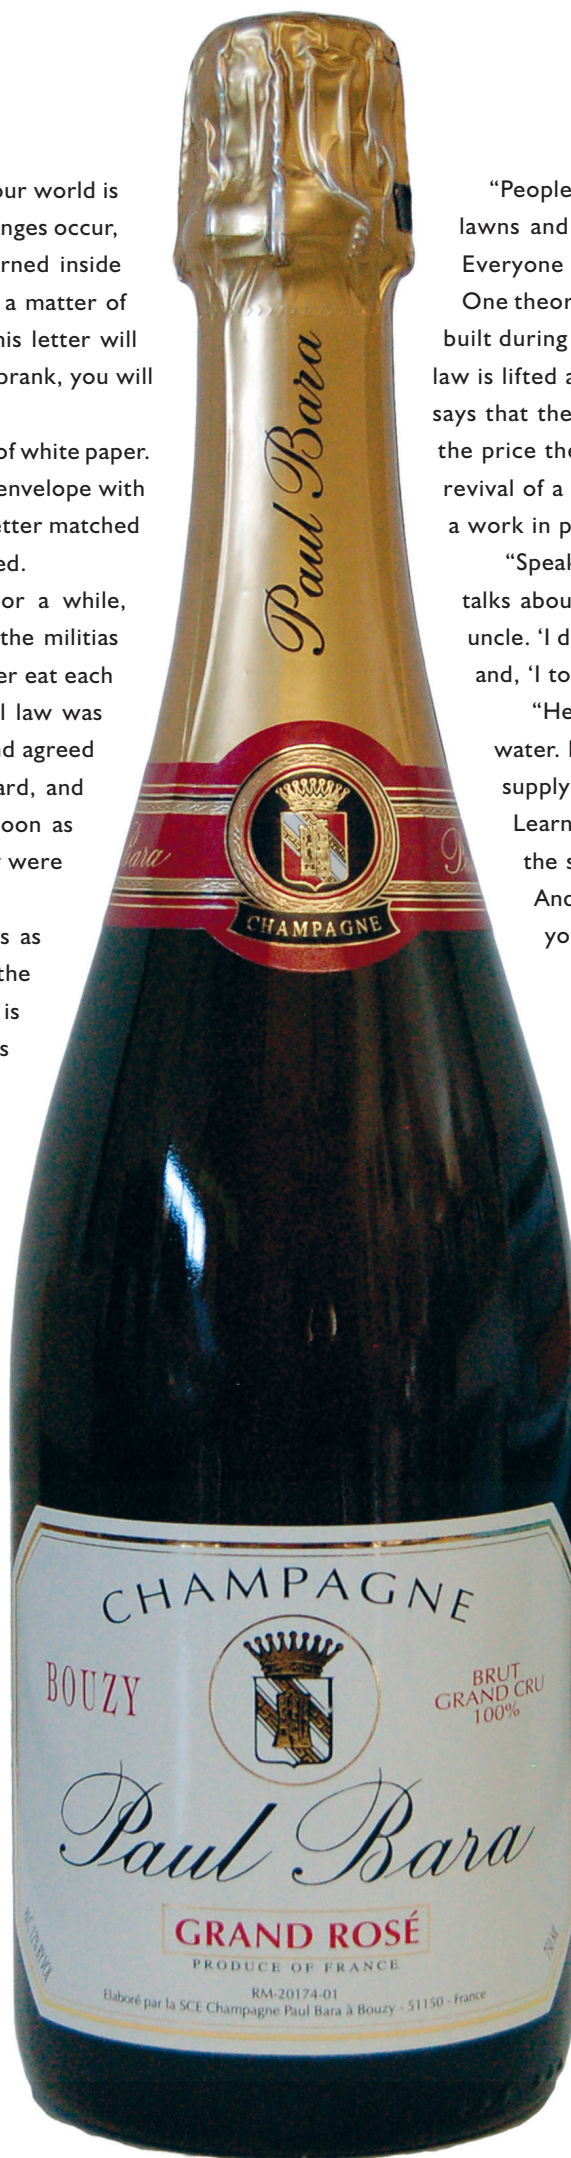 our world is
anges occur,
rned inside
a matter of
his letter will
prank, you will
of white paper.
envelope with
etter matched
ed.
or a while,
the militias
er eat each
l law was
nd agreed
ard, and
oon as
were
s as
the
is
s
“People
lawns and
Everyone
One theor
built during
law is lifted a
says that the
the price the
revival of a
a work in p
“Speak
talks abou
uncle. ‘I d
and, ‘I to
“He
water. I
supply
Learn
the s
And
yo
Paul Bara
Bara
CHAMPAGNE
CHAMPAGNE
BOUZY
BRUT
GRAND CRU
100%
Paul Bara
GRAND ROSÉ
PRODUCE OF FRANCE
RM-20174-01
Elaboré par la SCE Champagne Paul Bara à Bouzy - 51150 - France